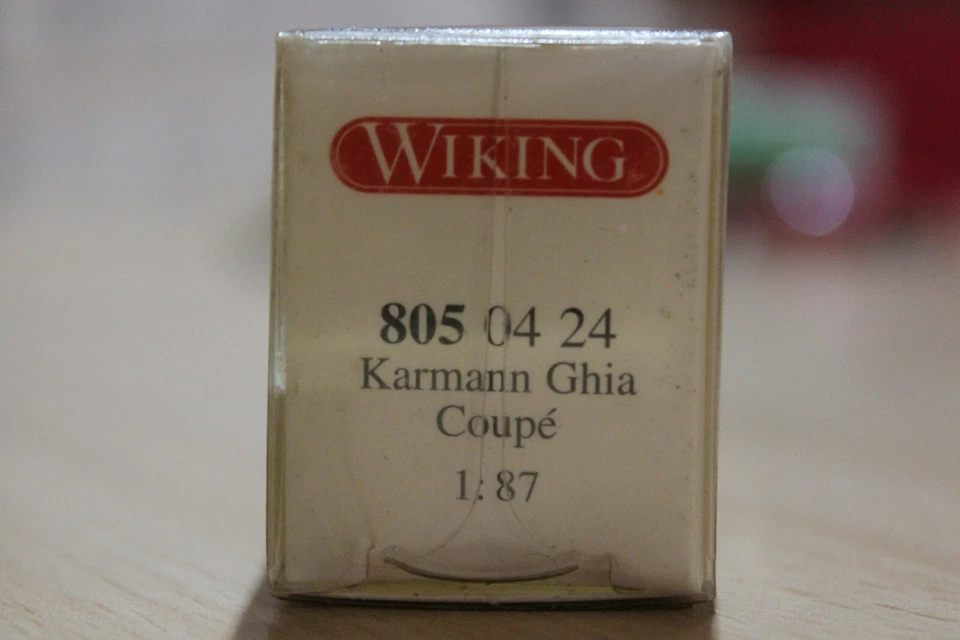 WIKING
805 04 24
Karmann Ghia
Coupé
1:87